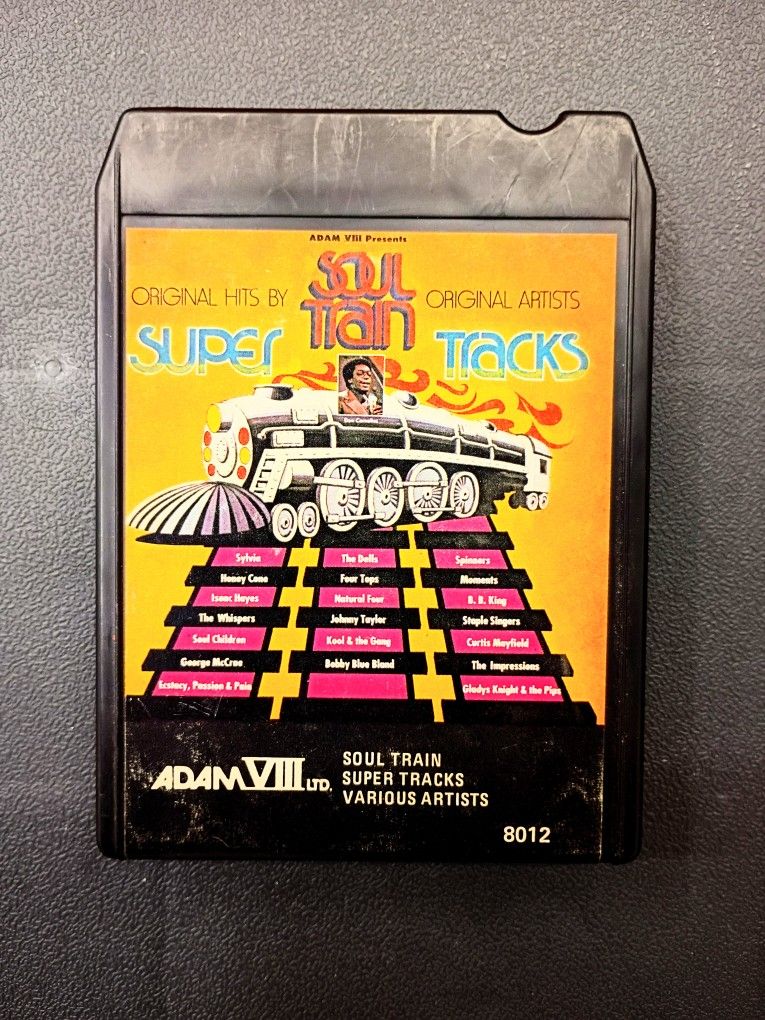 ADAM VIII Presents
SOUL TRAIN
ORIGINAL HITS BY ORIGINAL ARTISTS
SUPER TRACKS
Don Cornelius
Sylvia
The Dells
Spinners
Honey Cone
Four Tops
Moments
Isaac Hayes
Natural Four
B. B. King
The Whispers
Johnny Taylor
Staple Singers
Soul Children
Kool & the Gang
Curtis Mayfield
George McCrae
Bobby Blue Bland
The Impressions
Ecstacy, Passion & Pain
Gladys Knight & the Pips
ADAM VIII LTD.
SOUL TRAIN
SUPER TRACKS
VARIOUS ARTISTS
8012